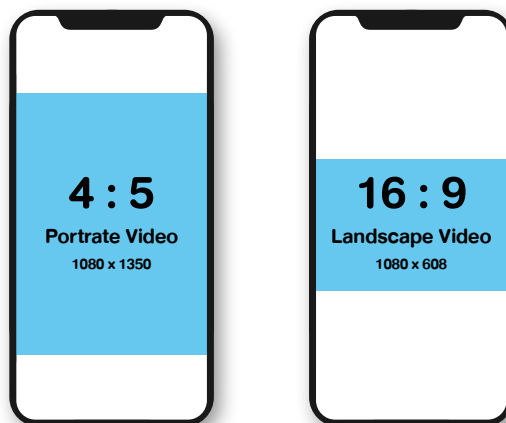 4 : 5
Portrate Video
1080 x 1350
16 : 9
Landscape Video
1080 x 608